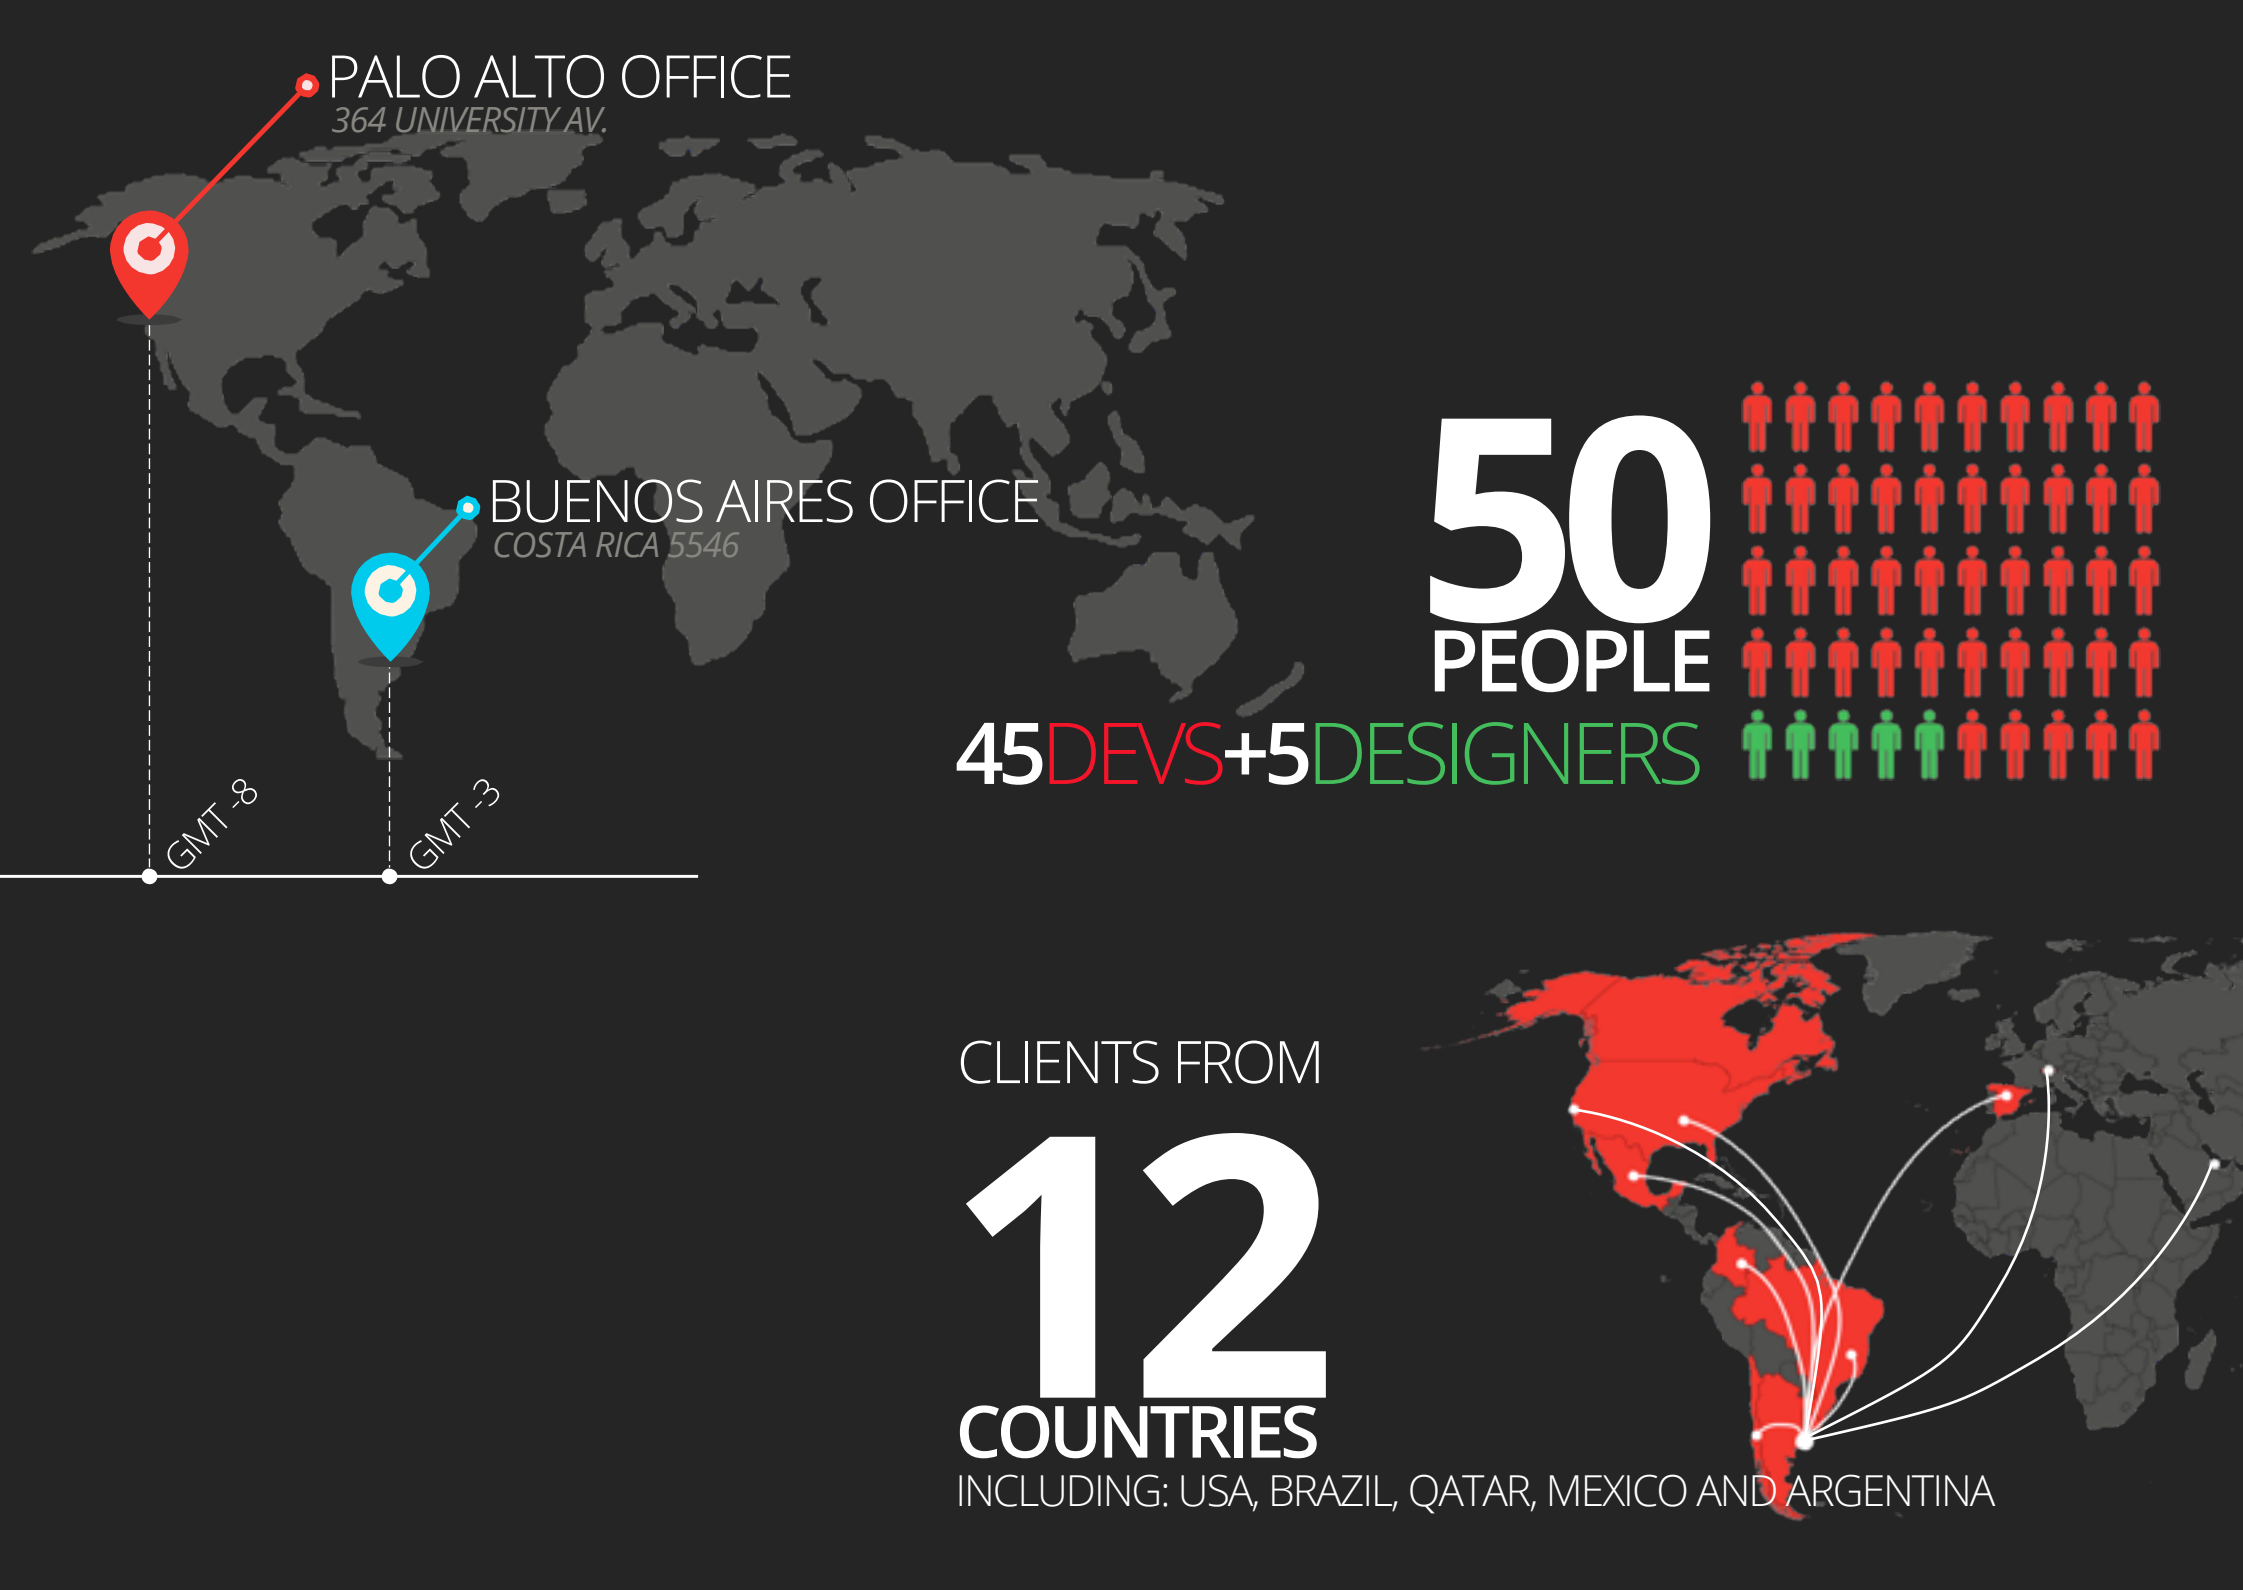 PALO ALTO OFFICE
364 UNIVERSITY AV.
BUENOS AIRES OFFICE
COSTA RICA 5546
GMT -8
GMT -3
50
PEOPLE
45DEVS+5DESIGNERS
CLIENTS FROM
12
COUNTRIES
INCLUDING: USA, BRAZIL, QATAR, MEXICO AND ARGENTINA